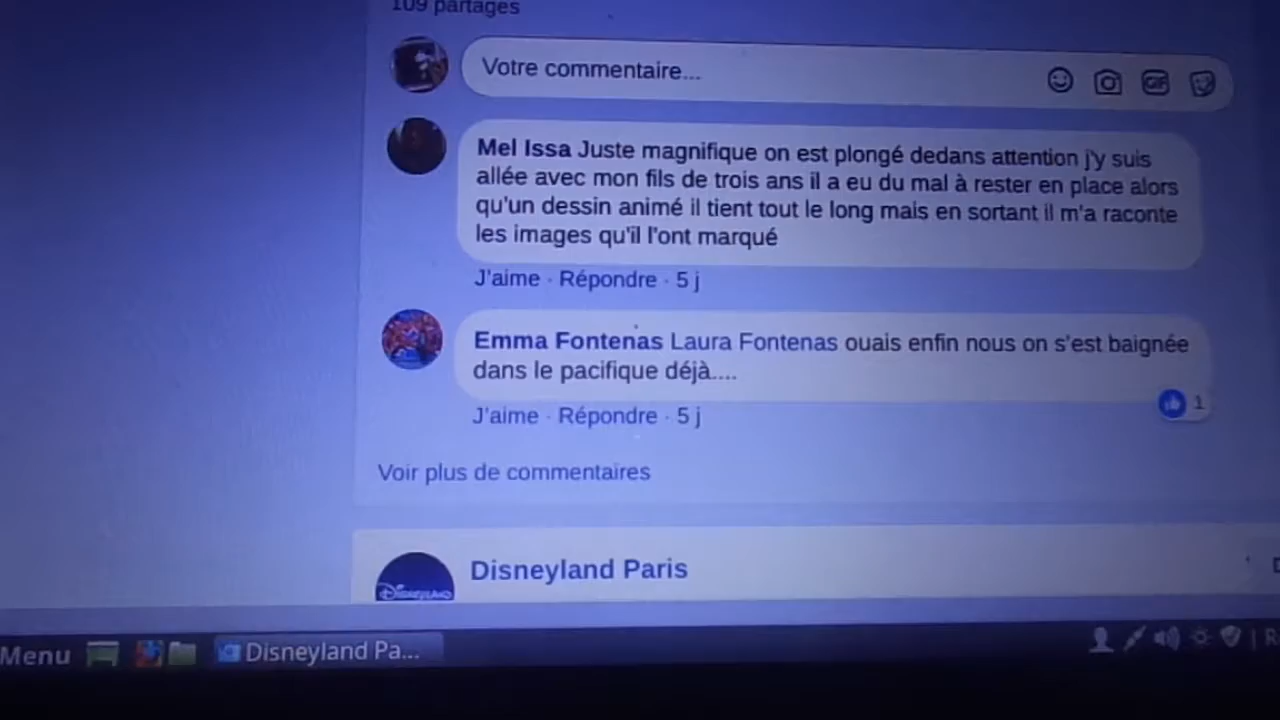 109 partages
Votre commentaire...
GIF
Mel Issa Juste magnifique on est plongé dedans attention j'y suis
allée avec mon fils de trois ans il a eu du mal à rester en place alors
qu'un dessin animé il tient tout le long mais en sortant il m'a raconte
les images qu'il l'ont marqué
J'aime · Répondre · 5 j
Emma Fontenas Laura Fontenas ouais enfin nous on s'est baignée
dans le pacifique déjà....
1
J'aime · Répondre · 5 j
Voir plus de commentaires
Disneyland Paris
DISNEYLAND
Menu
Disneyland Pa...